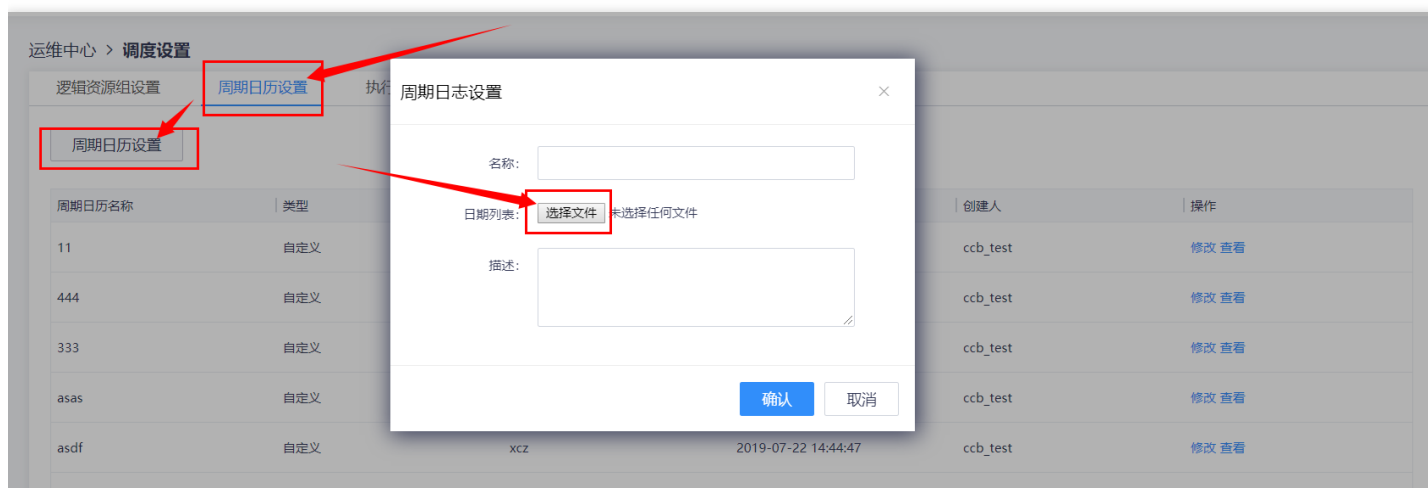 运维中心 > 调度设置
逻辑资源组设置 周期日历设置 执行
周期日历设置
周期日历名称 类型 创建人 操作
11 自定义 ccb_test 修改 查看
444 自定义 ccb_test 修改 查看
333 自定义 ccb_test 修改 查看
asas 自定义 ccb_test 修改 查看
asdf 自定义 xcz 2019-07-22 14:44:47 ccb_test 修改 查看
周期日志设置 ×
名称:
日期列表: 选择文件 未选择任何文件
描述:
确认 取消